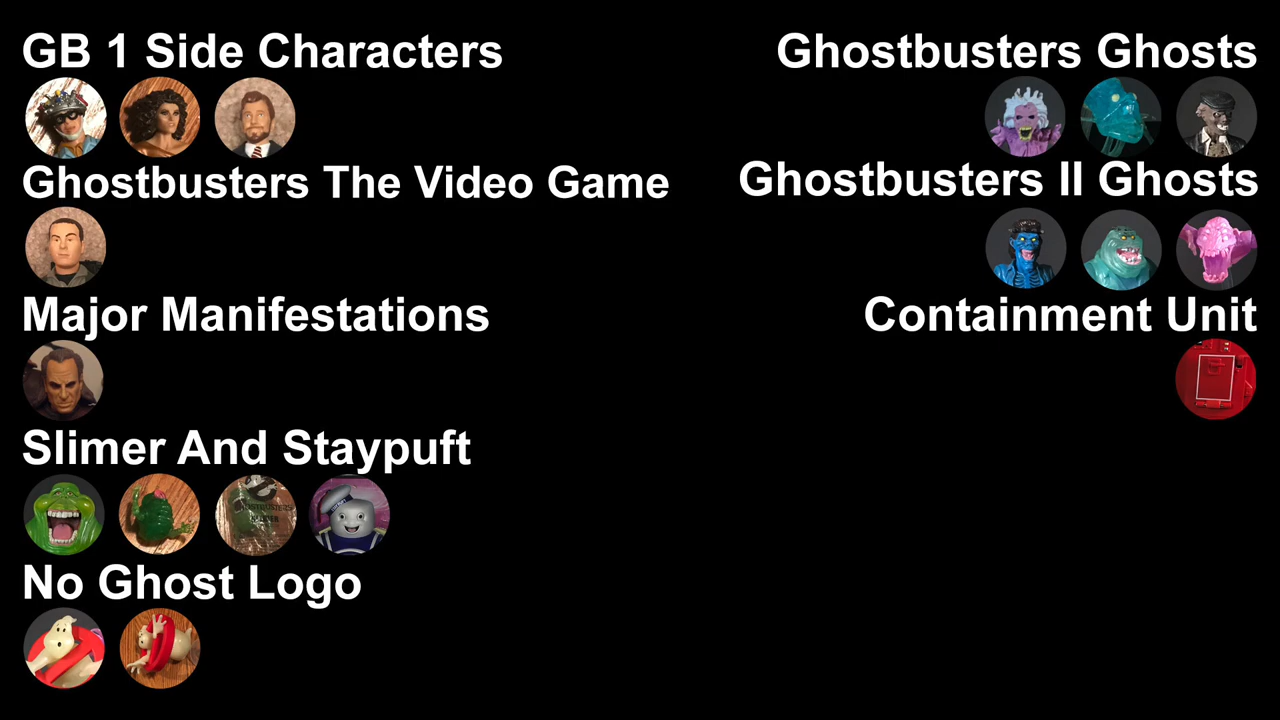 GB 1 Side Characters
Ghostbusters The Video Game
Major Manifestations
Slimer And Staypuft
GHOSTBUSTERS
No Ghost Logo
Ghostbusters Ghosts
Ghostbusters II Ghosts
Containment Unit